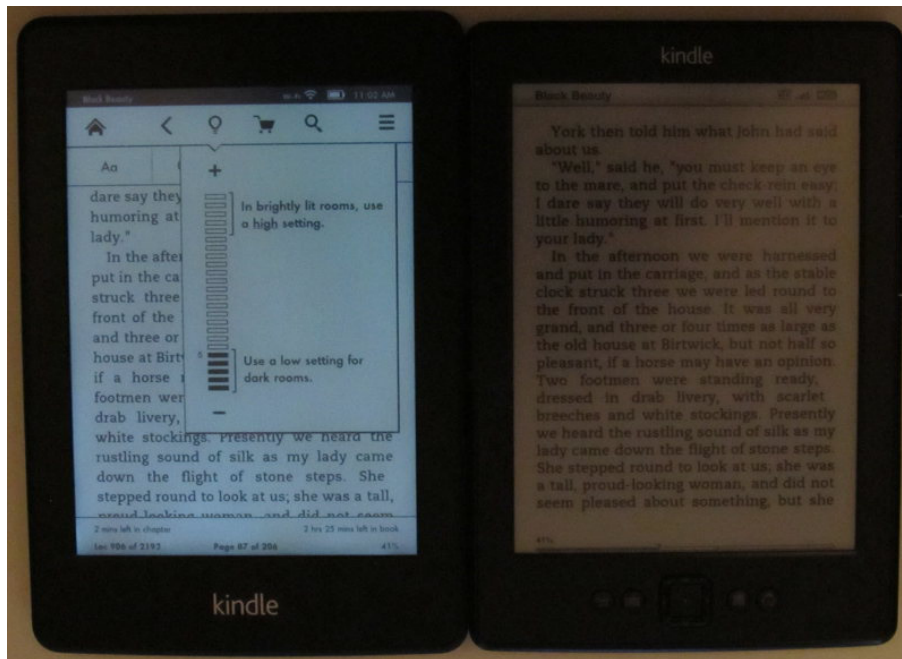 Black Beauty
11:02 AM
Aa
+
In brightly lit rooms, use
a high setting.
5
Use a low setting for
dark rooms.
−
dare say they
humoring at
lady."
In the after
put in the ca
struck three
front of the
and three or
house at Birtw
if a horse
footmen wer
drab livery,
white stockings. Presently we heard the
rustling sound of silk as my lady came
down the flight of stone steps. She
stepped round to look at us; she was a tall,
proud-looking woman, and did not seem
2 mins left in chapter 2 hrs 25 mins left in book
Loc 906 of 2192 Page 87 of 206 41%
kindle
kindle
Black Beauty
York then told him what John had said
about us.
"Well," said he, "you must keep an eye
to the mare, and put the check rein easy;
I dare say they will do very well with a
little humoring at first. I'll mention it to
your lady."
In the afternoon we were harnessed
and put in the carriage, and as the stable
clock struck three we were led round to
the front of the house. It was all very
grand, and three or four times as large as
the old house at Birtwick, but not half so
pleasant, if a horse may have an opinion.
Two footmen were standing ready,
dressed in drab livery, with scarlet
breeches and white stockings. Presently
we heard the rustling sound of silk as my
lady came down the flight of stone steps.
She stepped round to look at us; she was
a tall, proud-looking woman, and did not
seem pleased about something, but she
41%